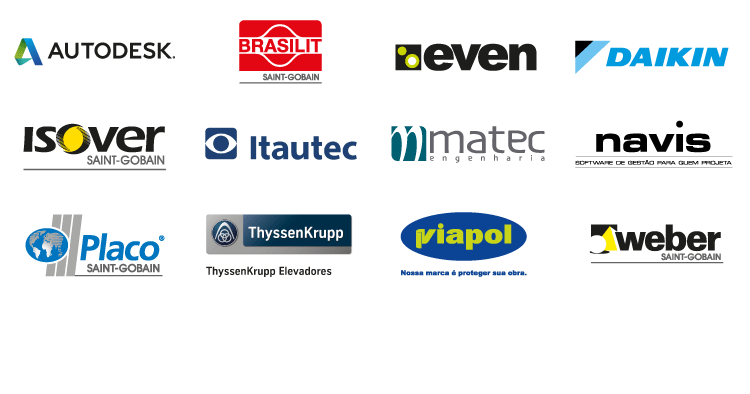 AUTODESK.
BRASILIT
SAINT-GOBAIN
even
DAIKIN
ISOVER
SAINT-GOBAIN
Itautec
matec
engenharia
navis
SOFTWARE DE GESTÃO PARA QUEM PROJETA
Placo®
SAINT-GOBAIN
ThyssenKrupp
ThyssenKrupp Elevadores
viapol
Nossa marca é proteger sua obra.
weber
SAINT-GOBAIN